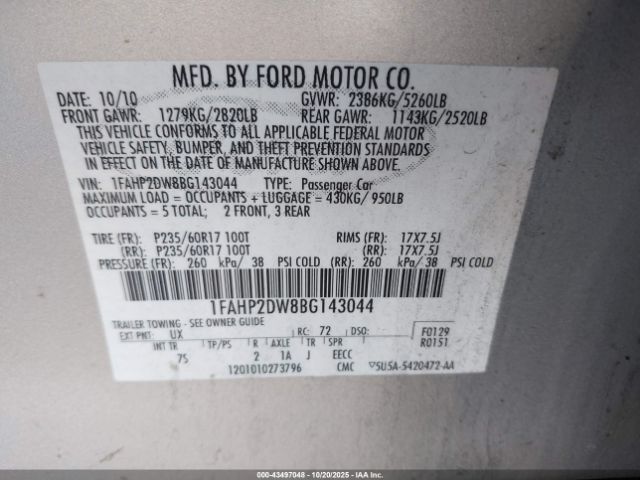 MFD. BY FORD MOTOR CO.
DATE: 10/10 GVWR: 2386KG/5260LB
FRONT GAWR: 1279KG/2820LB REAR GAWR: 1143KG/2520LB
THIS VEHICLE CONFORMS TO ALL APPLICABLE FEDERAL MOTOR
VEHICLE SAFETY, BUMPER, AND THEFT PREVENTION STANDARDS
IN EFFECT ON THE DATE OF MANUFACTURE SHOWN ABOVE.
VIN: 1FAHP2DW8BG143044 TYPE: Passenger Car
MAXIMUM LOAD = OCCUPANTS + LUGGAGE = 430KG/950LB
OCCUPANTS = 5 TOTAL: 2 FRONT, 3 REAR
TIRE (FR): P235/60R17 100T RIMS (FR): 17X7.5J
(RR): P235/60R17 100T (RR): 17X7.5J
PRESSURE (FR): 260 kPa/ 38 PSI COLD (RR): 260 kPa/ 38 PSI COLD
1FAHP2DW8BG143044
TRAILER TOWING - SEE OWNER GUIDE
EXT PNT: UX RC: 72 DSO: F0129
INT TR TP/PS R AXLE TR SPR R0151
7S 2 1A J EECC
1201010273796 CMC 5U5A-5420472-AA
000-43497048 - 10/20/2025 - COPYRIGHT IAA, LLC.